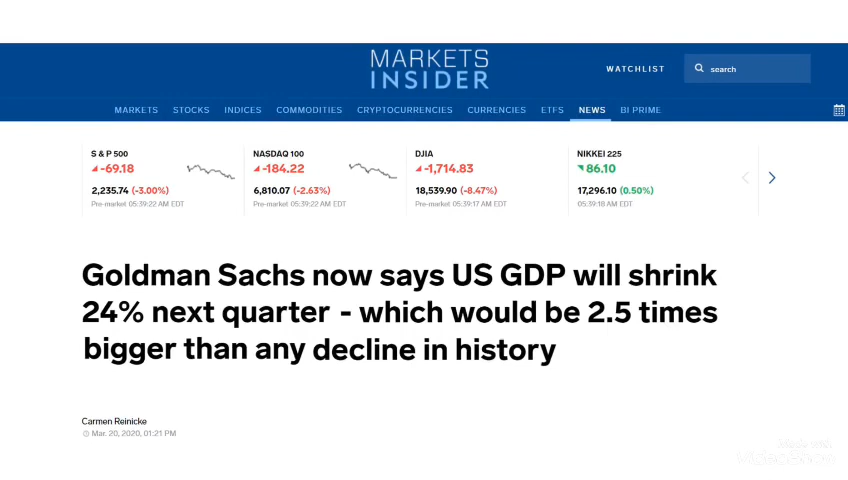 MARKETS
INSIDER
WATCHLIST
search
MARKETS STOCKS INDICES COMMODITIES CRYPTOCURRENCIES CURRENCIES ETFS NEWS BI PRIME
S & P 500 NASDAQ 100 DJIA NIKKEI 225
-69.18 -184.22 -1,714.83 86.10
2,235.74 (-3.00%) 6,810.07 (-2.63%) 18,539.90 (-8.47%) 17,296.10 (0.50%)
Pre-market 05:39:22 AM EDT Pre-market 05:39:22 AM EDT Pre-market 05:39:17 AM EDT 05:39:18 AM EDT
Goldman Sachs now says US GDP will shrink
24% next quarter - which would be 2.5 times
bigger than any decline in history
Carmen Reinicke
Mar. 20, 2020, 01:21 PM
Made with